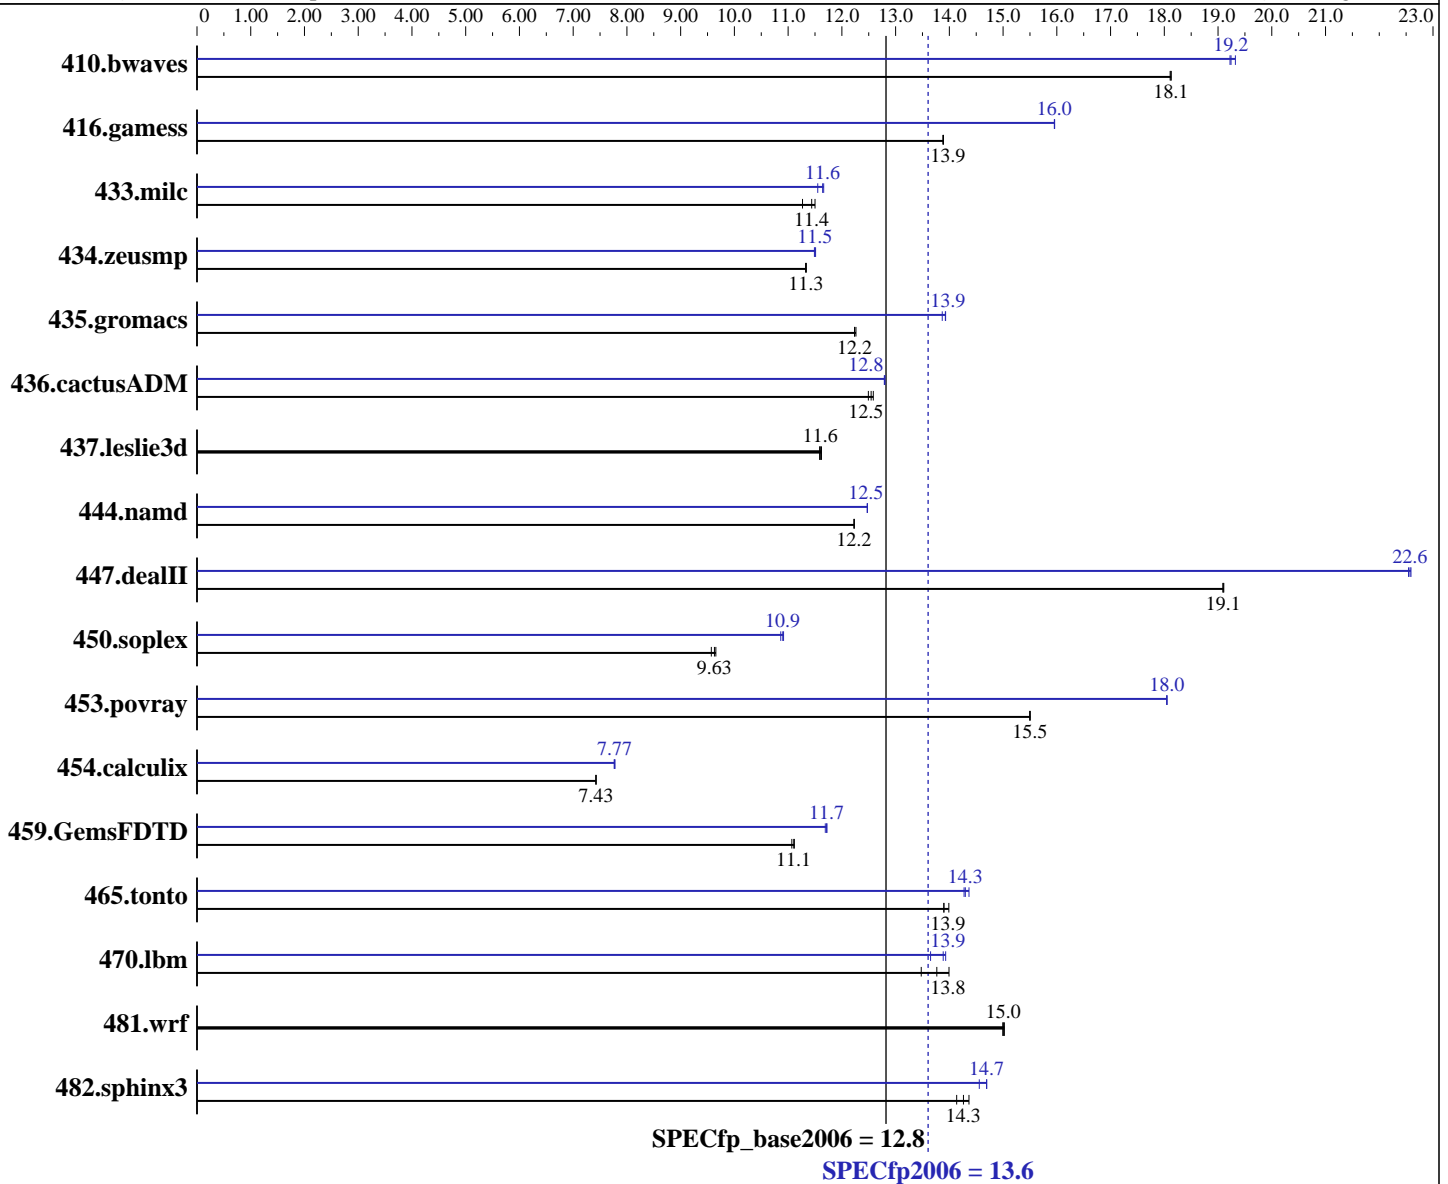 0 1.00 2.00 3.00 4.00 5.00 6.00 7.00 8.00 9.00 10.0 11.0 12.0 13.0 14.0 15.0 16.0 17.0 18.0 19.0 20.0 21.0 23.0
410.bwaves
19.2
18.1
416.gamess
16.0
13.9
433.milc
11.6
11.4
434.zeusmp
11.5
11.3
435.gromacs
13.9
12.2
436.cactusADM
12.8
12.5
437.leslie3d
11.6
444.namd
12.5
12.2
447.dealII
22.6
19.1
450.soplex
10.9
9.63
453.povray
18.0
15.5
454.calculix
7.77
7.43
459.GemsFDTD
11.7
11.1
465.tonto
14.3
13.9
470.lbm
13.9
13.8
481.wrf
15.0
482.sphinx3
14.7
14.3
SPECfp_base2006 = 12.8
SPECfp2006 = 13.6